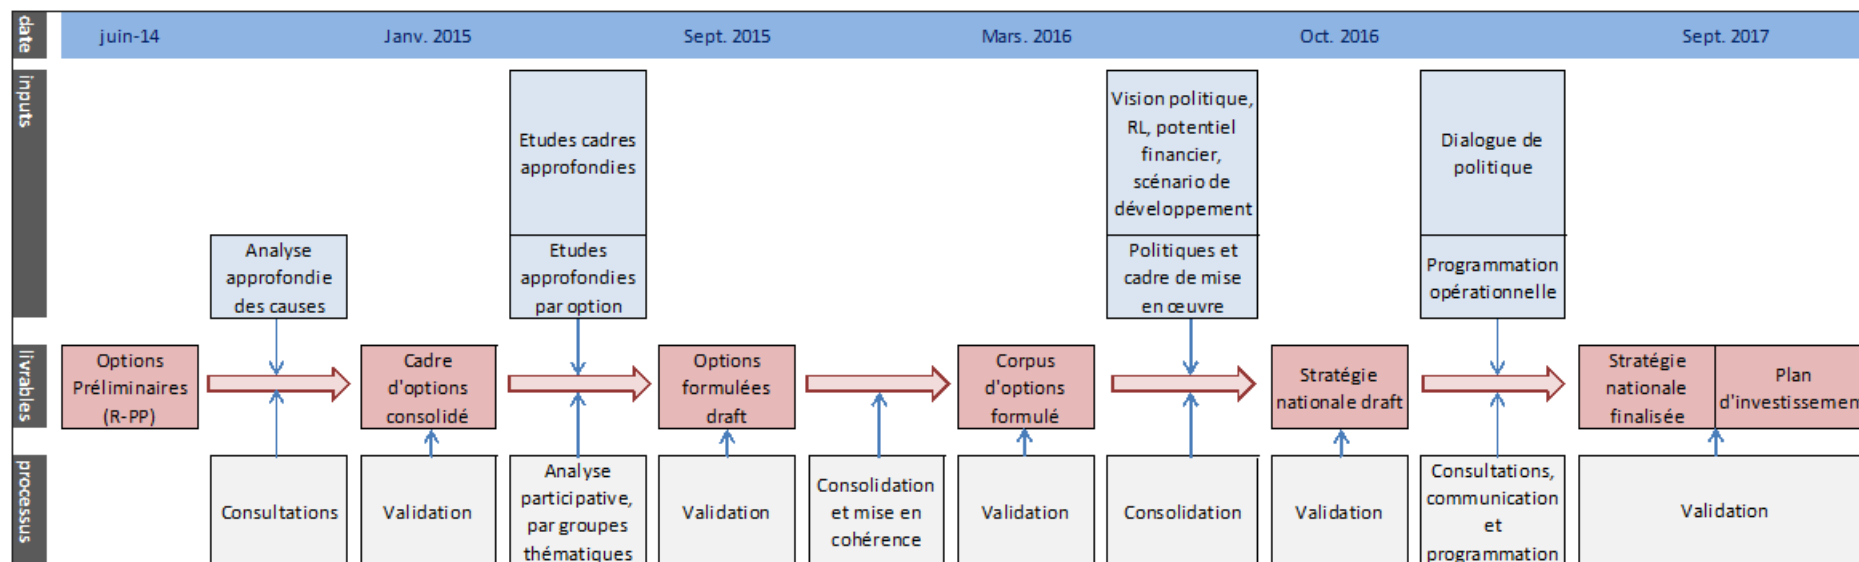 date
juin-14
Janv. 2015
Sept. 2015
Mars. 2016
Oct. 2016
Sept. 2017
inputs
Analyse
approfondie
des causes
Etudes cadres
approfondies
Etudes
approfondies
par option
Vision politique,
RL, potentiel
financier,
scénario de
développement
Politiques et
cadre de mise
en œuvre
Dialogue de
politique
Programmation
opérationnelle
livrables
Options
Préliminaires
(R-PP)
Cadre
d'options
consolidé
Options
formulées
draft
Corpus
d'options
formulé
Stratégie
nationale draft
Stratégie
nationale
finalisée
Plan
d'investissement
processus
Consultations
Validation
Analyse
participative,
par groupes
thématiques
Validation
Consolidation
et mise en
cohérence
Validation
Consolidation
Validation
Consultations,
communication
et
programmation
Validation